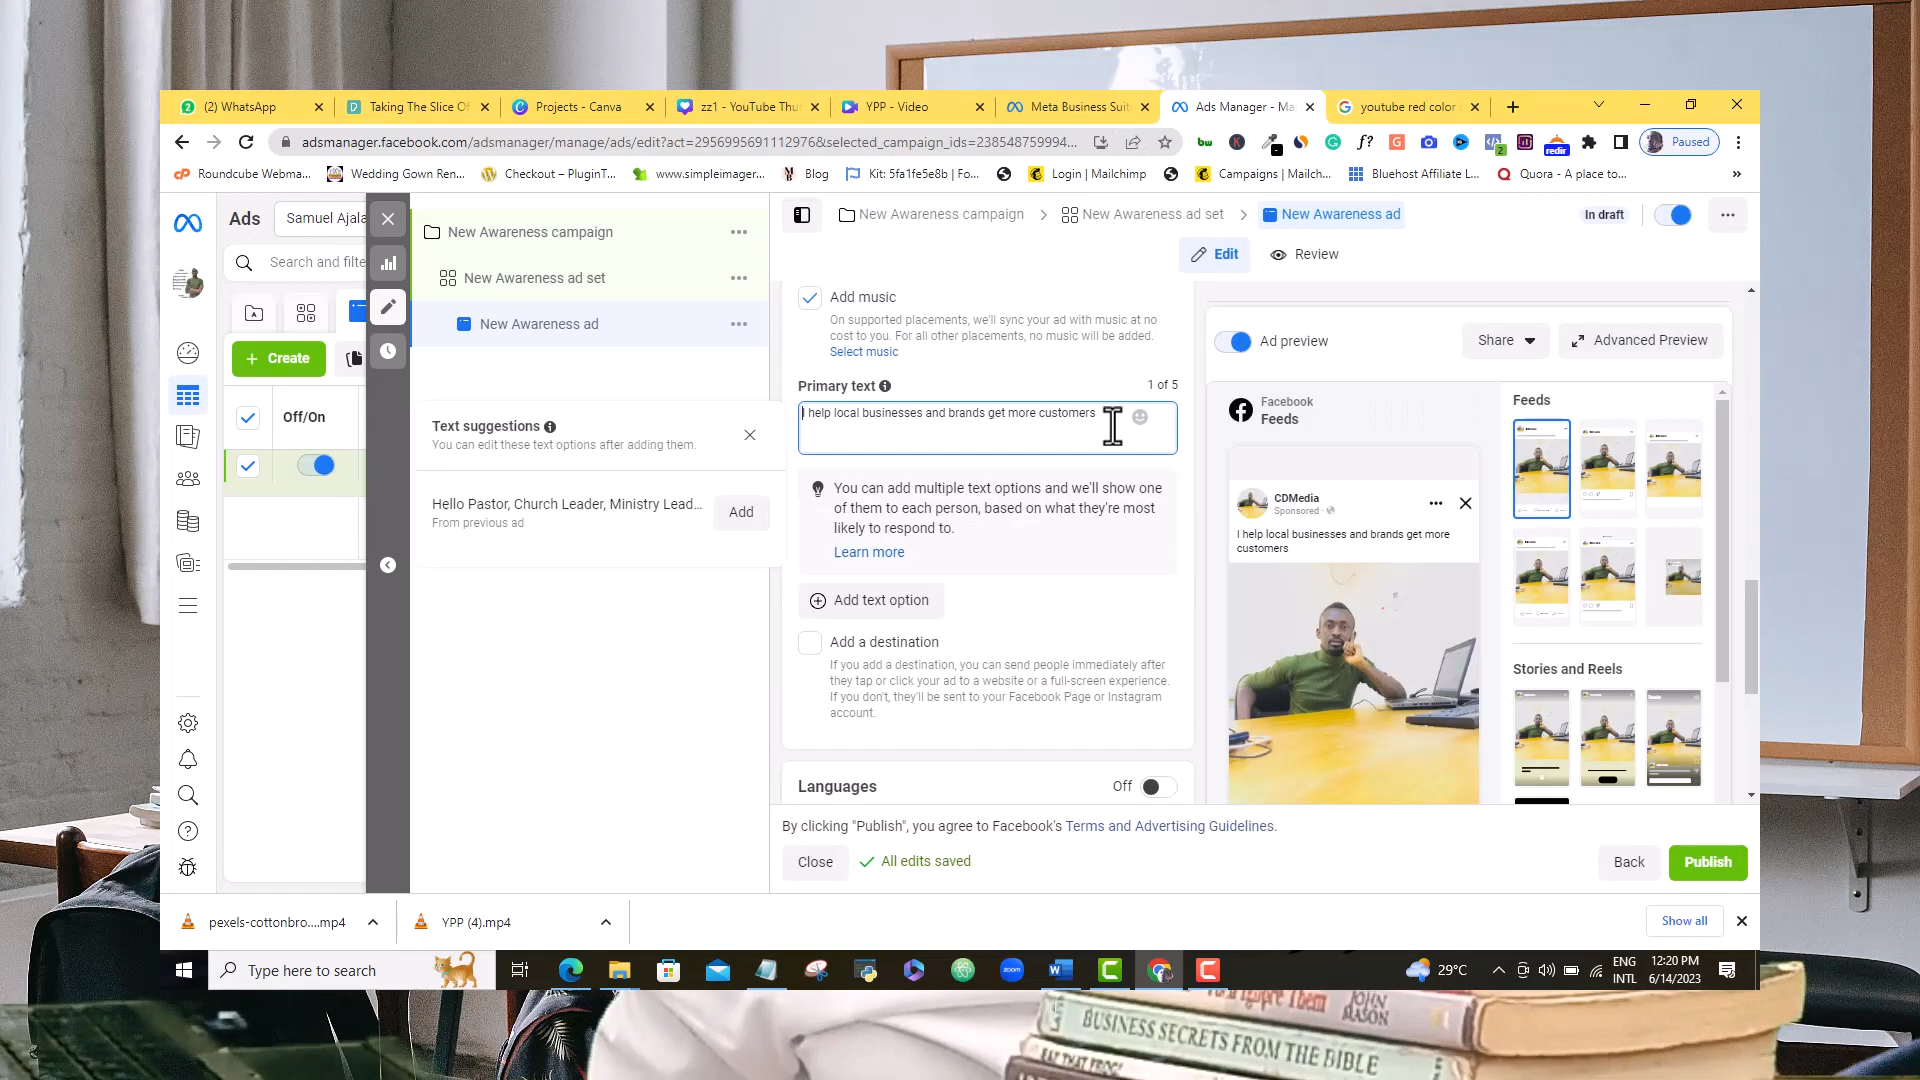 (2) WhatsApp
Taking The Slice Of
Projects - Canva
zz1 - YouTube Thu
YPP - Video
Meta Business Suit
Ads Manager - Ma
youtube red color c
adsmanager.facebook.com/adsmanager/manage/ads/edit?act=2956995691112976&selected_campaign_ids=238548759994...
Paused
Roundcube Webma...
Wedding Gown Ren...
Checkout – PluginT...
www.simpleimager...
Blog
Kit: 5fa1fe5e8b | Fo...
Login | Mailchimp
Campaigns | Mailch...
Bluehost Affiliate L...
Quora - A place to...
Ads
Samuel Ajala
Search and filte
Create
Off/On
New Awareness campaign
New Awareness ad set
New Awareness ad
Text suggestions
You can edit these text options after adding them.
Hello Pastor, Church Leader, Ministry Lead...
From previous ad
Add
New Awareness campaign
New Awareness ad set
New Awareness ad
In draft
Edit
Review
Add music
On supported placements, we'll sync your ad with music at no
cost to you. For all other placements, no music will be added.
Select music
Primary text
1 of 5
I help local businesses and brands get more customers
You can add multiple text options and we'll show one
of them to each person, based on what they're most
likely to respond to.
Learn more
Add text option
Add a destination
If you add a destination, you can send people immediately after
they tap or click your ad to a website or a full-screen experience.
If you don't, they'll be sent to your Facebook Page or Instagram
account.
Languages
Off
Ad preview
Share
Advanced Preview
Facebook
Feeds
CDMedia
Sponsored ·
I help local businesses and brands get more
customers
Feeds
Stories and Reels
By clicking "Publish", you agree to Facebook's Terms and Advertising Guidelines.
Close
All edits saved
Back
Publish
pexels-cottonbro....mp4
YPP (4).mp4
Show all
Type here to search
zoom
29°C
ENG
INTL
12:20 PM
6/14/2023
JOHN
MASON
BUSINESS SECRETS FROM THE BIBLE
EAT THAT FROG!